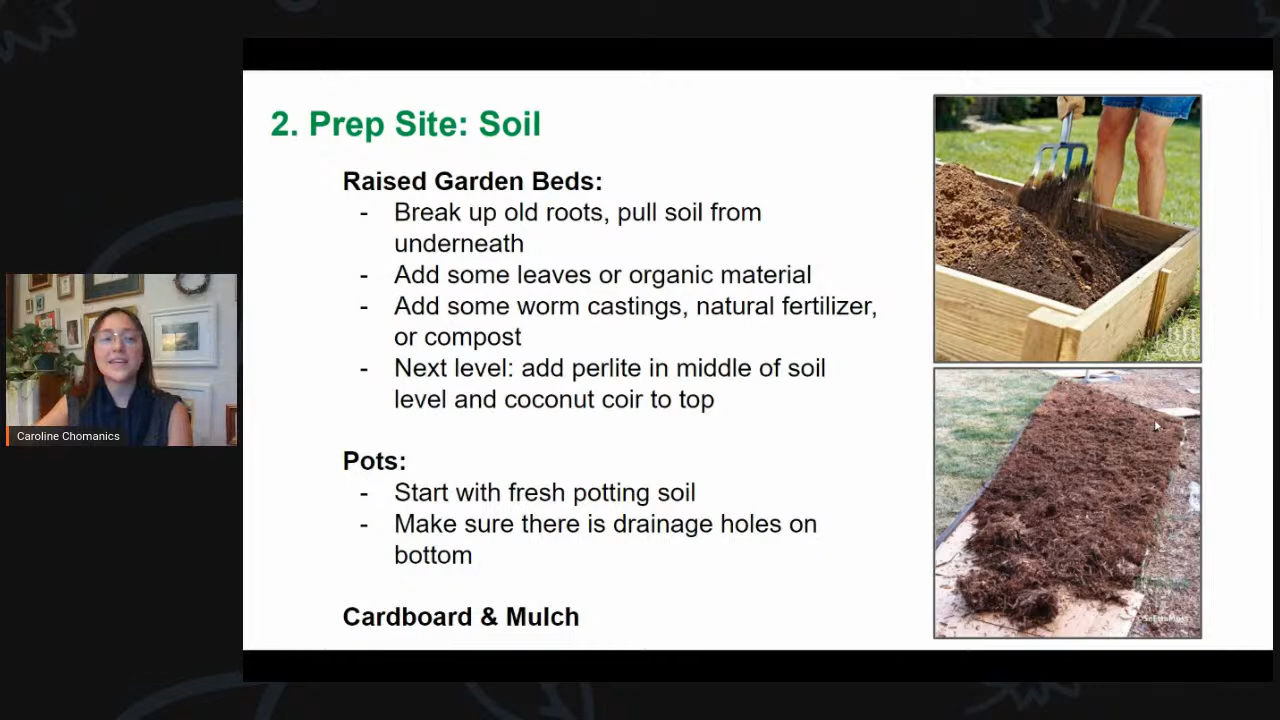 2. Prep Site: Soil
Raised Garden Beds:
- Break up old roots, pull soil from
underneath
- Add some leaves or organic material
- Add some worm castings, natural fertilizer,
or compost
- Next level: add perlite in middle of soil
level and coconut coir to top
Pots:
- Start with fresh potting soil
- Make sure there is drainage holes on
bottom
Cardboard & Mulch
Caroline Chomanics